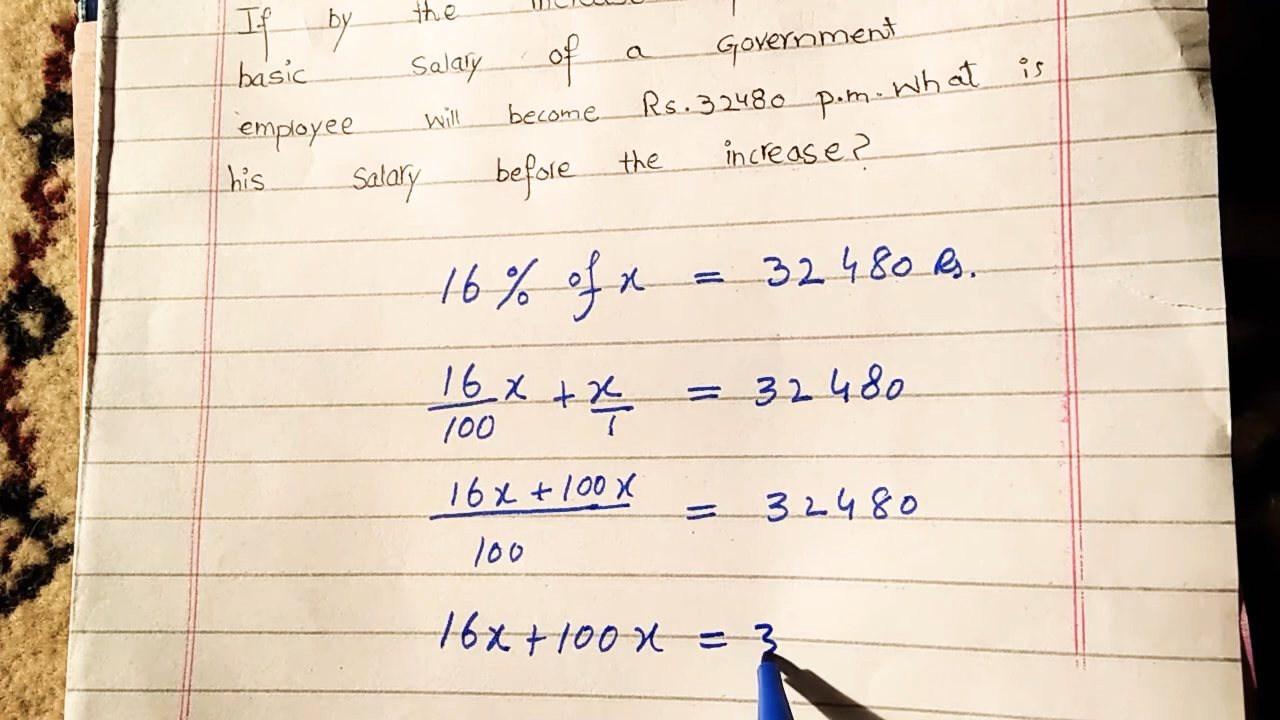 If by the increase
basic salary of a Government
employee will become Rs. 32480 p.m. What is
his salary before the increase?
16% of x = 32480 Rs.
16/100 x + x/1 = 32480
16x + 100x / 100 = 32480
16x + 100x = 3